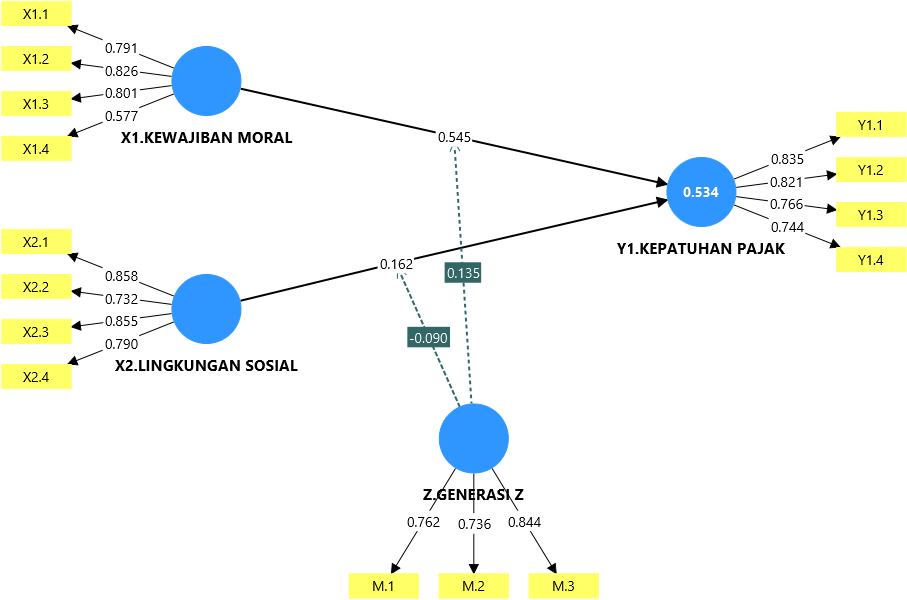 X1.1
0.791
X1.2
0.826
X1.3
0.801
X1.4
0.577
X1.KEWAJIBAN MORAL
0.545
Y1.1
0.835
Y1.2
0.821
0.534
0.766
Y1.3
0.744
Y1.KEPATUHAN PAJAK
Y1.4
X2.1
0.858
X2.2
0.732
X2.3
0.855
X2.4
0.790
X2.LINGKUNGAN SOSIAL
0.162
0.135
-0.090
Z.GENERASI Z
0.762
0.736
0.844
M.1
M.2
M.3